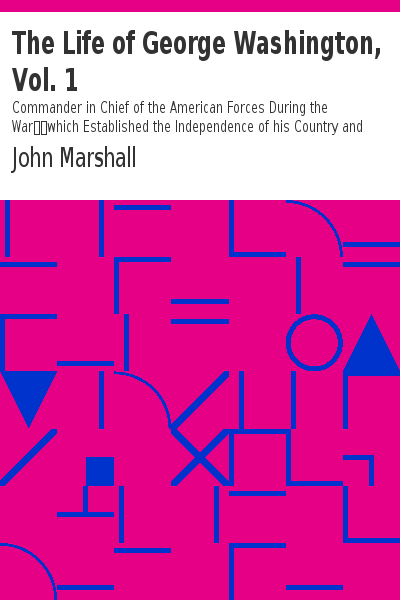 The Life of George Washington,
Vol. 1
Commander in Chief of the American Forces During the
War▯▯which Established the Independence of his Country and
John Marshall